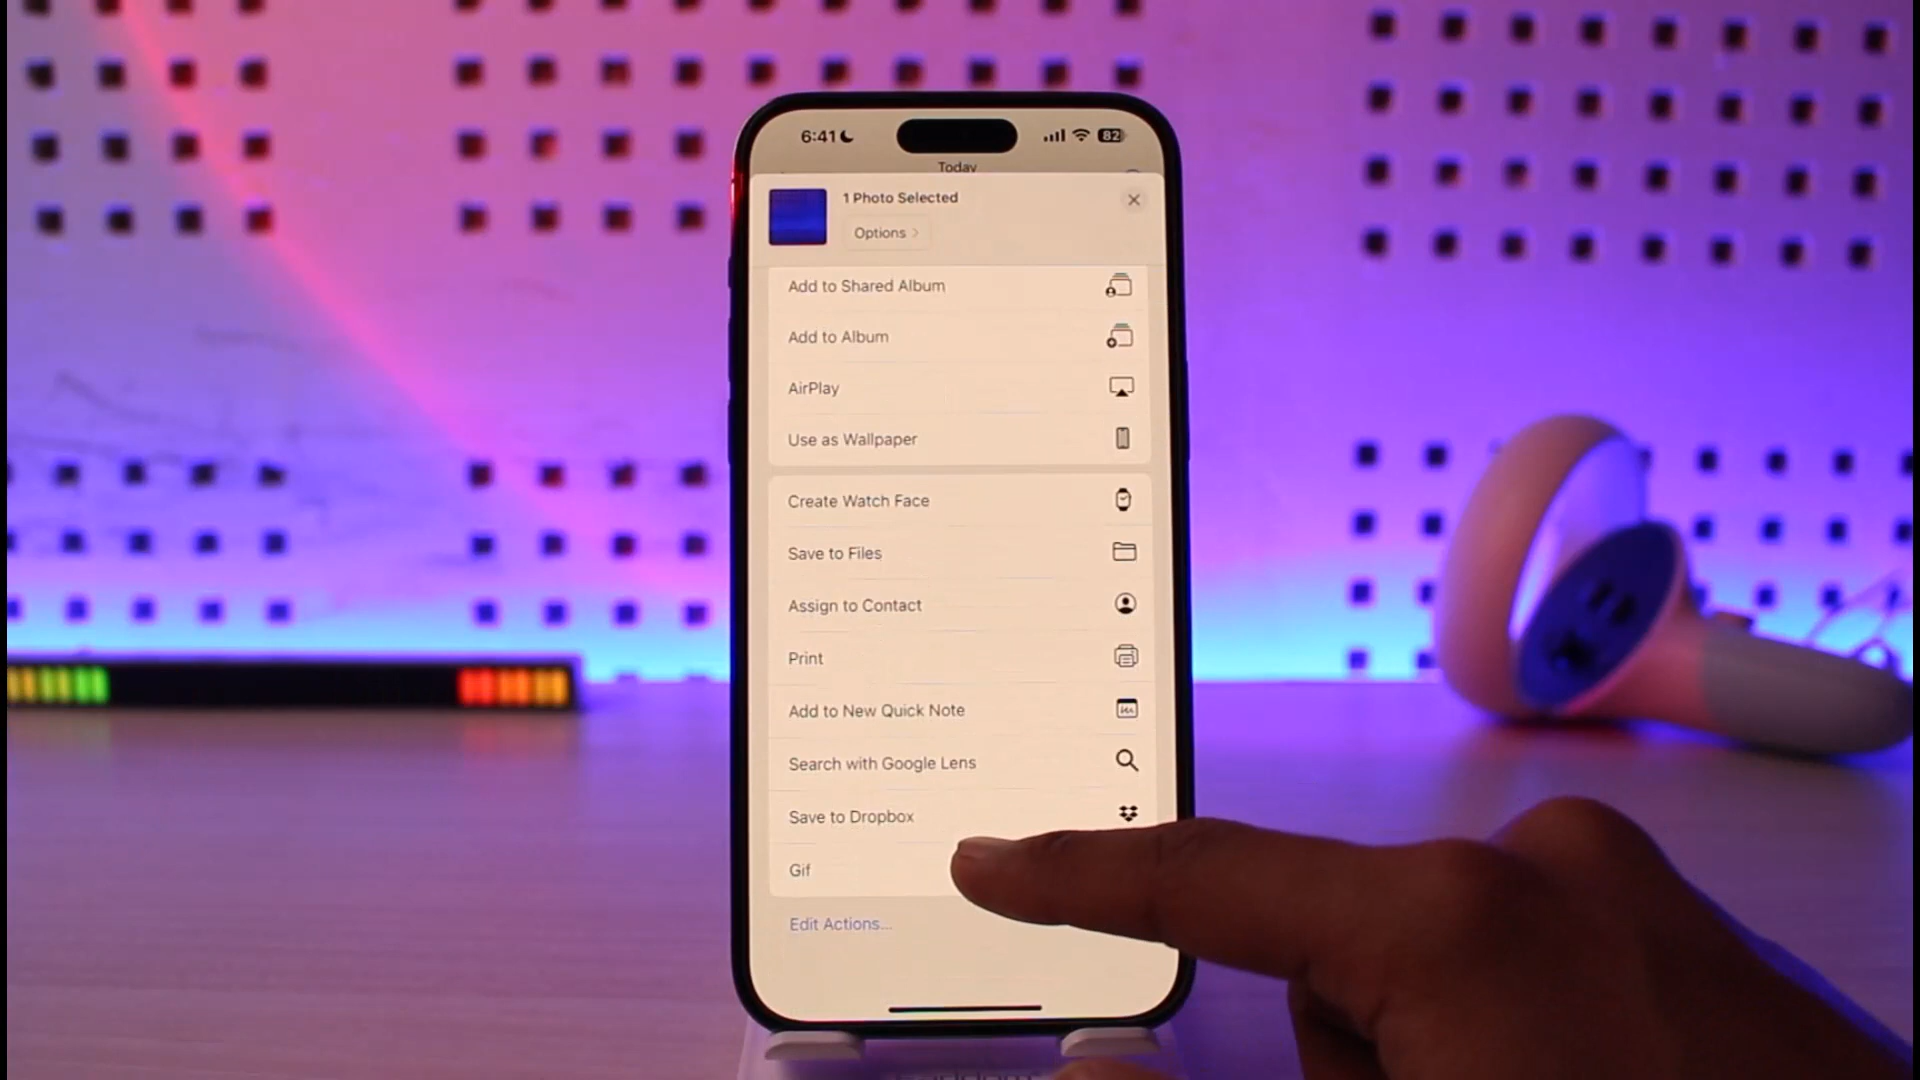 6:41
82
Today
1 Photo Selected
Options
Add to Shared Album
Add to Album
AirPlay
Use as Wallpaper
Create Watch Face
Save to Files
Assign to Contact
Print
Add to New Quick Note
Search with Google Lens
Save to Dropbox
Gif
Edit Actions...